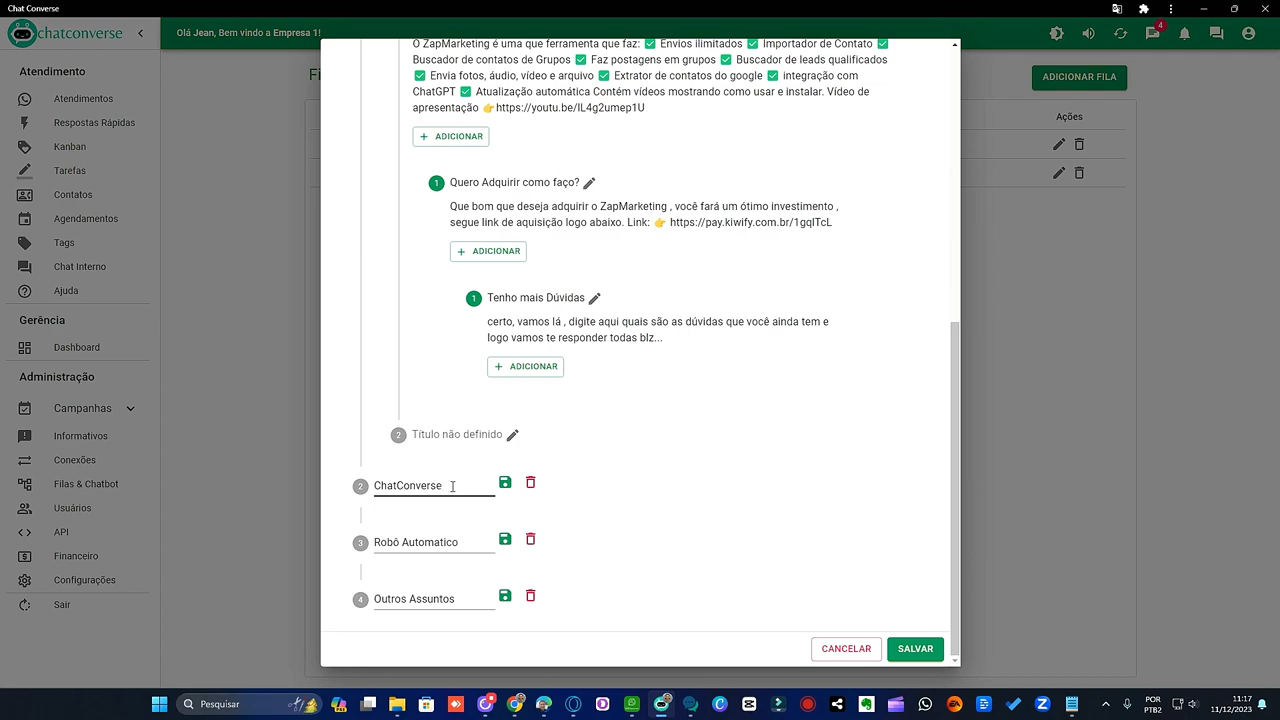 Chat Converse
chatconverse
Olá Jean, Bem vindo a Empresa 1!
4
Atendimento
Atendimentos
Respostas Rápidas
Kanban
Tarefas
Contatos
Agendamentos
Tags
Chat Interno
Ajuda
Gerência
Dashboard
Administração
Campanhas
Informativos
Conexões
Filas & Chatbot
Usuários
API
Financeiro
Configurações
Sair
Fi
ADICIONAR FILA
Ações
O ZapMarketing é uma que ferramenta que faz: ✅ Envios ilimitados ✅ Importador de Contato ✅
Buscador de contatos de Grupos ✅ Faz postagens em grupos ✅ Buscador de leads qualificados
✅ Envia fotos, áudio, vídeo e arquivo ✅ Extrator de contatos do google ✅ integração com
ChatGPT ✅ Atualização automática Contém vídeos mostrando como usar e instalar. Vídeo de
apresentação 👉https://youtu.be/IL4g2umep1U
+ ADICIONAR
1 Quero Adquirir como faço?
Que bom que deseja adquirir o ZapMarketing , você fará um ótimo investimento ,
segue link de aquisição logo abaixo. Link: 👉 https://pay.kiwify.com.br/1gqITcL
+ ADICIONAR
1 Tenho mais Dúvidas
certo, vamos lá , digite aqui quais são as dúvidas que você ainda tem e
logo vamos te responder todas blz...
+ ADICIONAR
2 Título não definido
2 ChatConverse
3 Robô Automatico
4 Outros Assuntos
CANCELAR
SALVAR
Pesquisar
POR
PTB2
11:17
11/12/2023